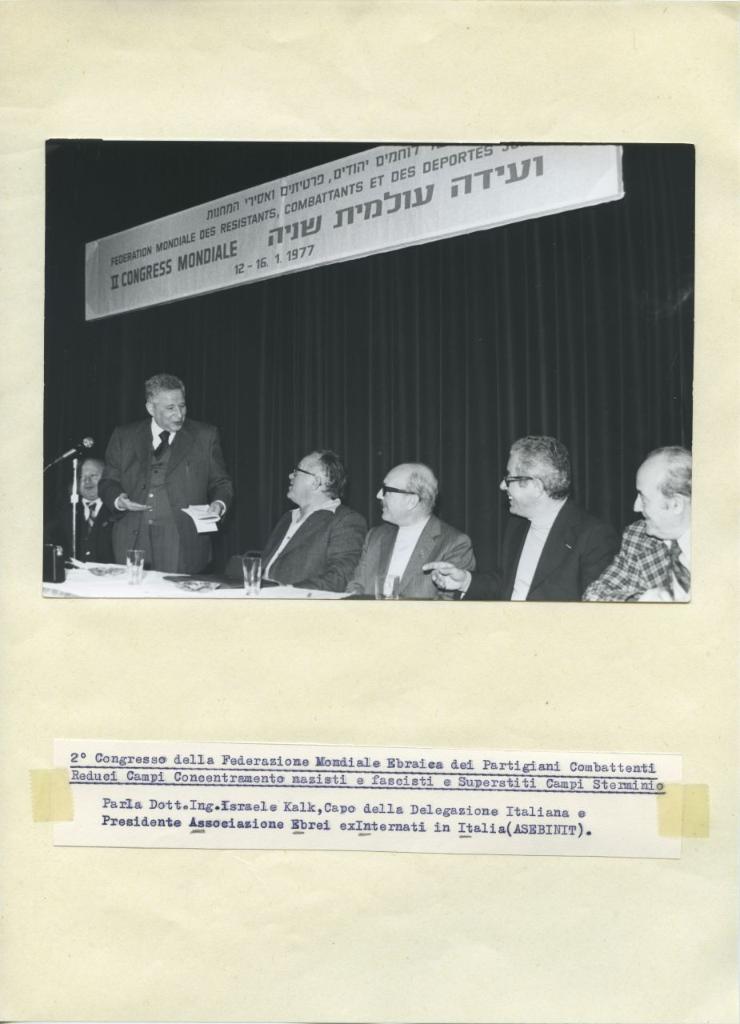 לוחמים יהודים, פרטיזנים ואסירי המחנות
FEDERATION MONDIALE DES RESISTANTS, COMBATTANTS ET DES DEPORTES
II CONGRESS MONDIALE ועידה עולמית שניה
12 - 16. 1. 1977
2° Congresso della Federazione Mondiale Ebraica dei Partigiani Combattenti
Reduci Campi Concentramento nazisti e fascisti e Superstiti Campi Sterminio
Parla Dott.Ing.Israele Kalk,Capo della Delegazione Italiana e
Presidente Associazione Ebrei exInternati in Italia(ASEBINIT).